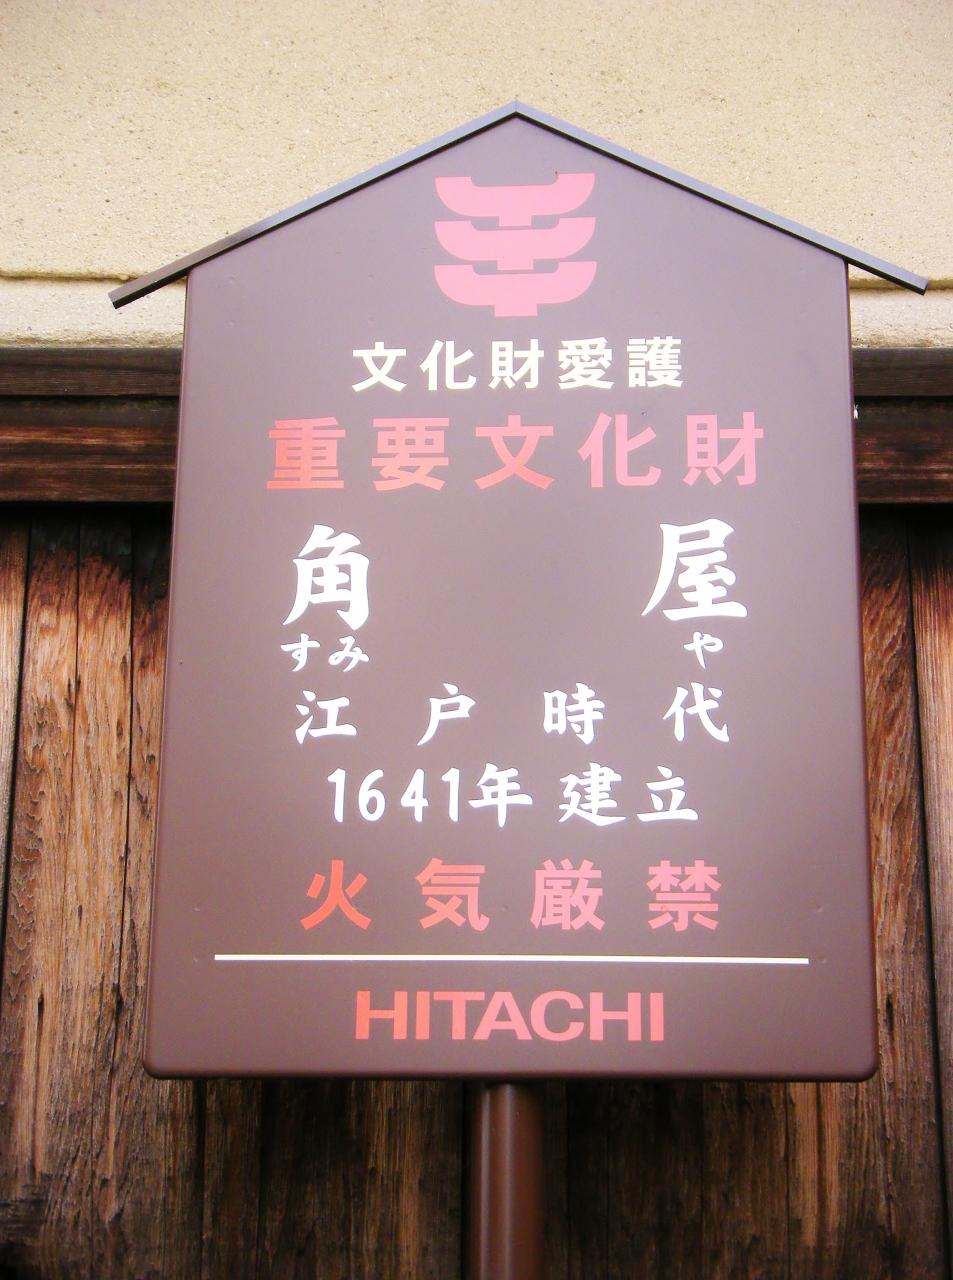 文化財愛護
重要文化財
角 屋
すみ や
江戸時代
1641年 建立
火気厳禁
HITACHI